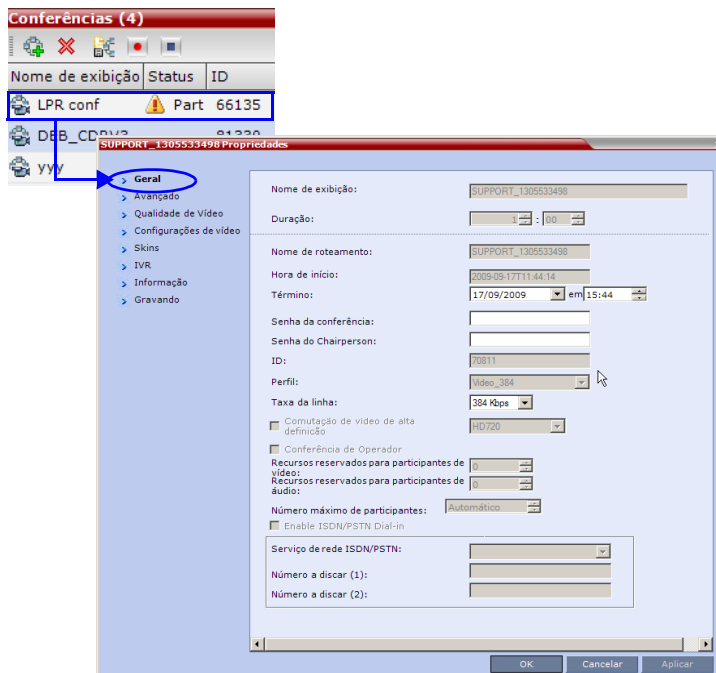 Conferências (4)
Nome de exibição Status ID
LPR conf Part 66135
DEB_CDRV3 81330
yyy
SUPPORT_1305533498 Propriedades
Geral
Avançado
Qualidade de Vídeo
Configurações de vídeo
Skins
IVR
Informação
Gravando
Nome de exibição: SUPPORT_1305533498
Duração: 1 : 00
Nome de roteamento: SUPPORT_1305533498
Hora de início: 2009-09-17T11:44:14
Término: 17/09/2009 em 15:44
Senha da conferência:
Senha do Chairperson:
ID: 70811
Perfil: Video_384
Taxa da linha: 384 Kbps
Comutação de video de alta
definicão HD720
Conferência de Operador
Recursos reservados para participantes de
vídeo: 0
Recursos reservados para participantes de
áudio: 0
Número máximo de participantes: Automático
Enable ISDN/PSTN Dial-in
Serviço de rede ISDN/PSTN:
Número a discar (1):
Número a discar (2):
OK Cancelar Aplicar